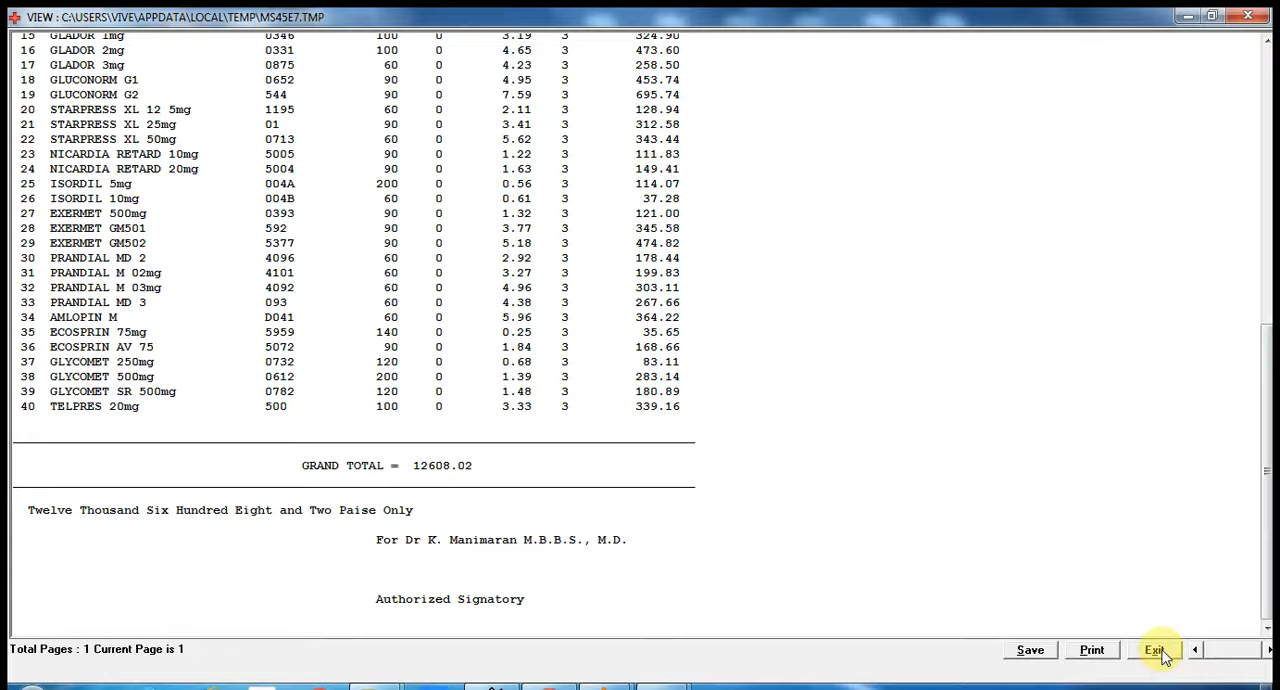 VIEW : C:\USERS\VIVE\APPDATA\LOCAL\TEMP\MS45E7.TMP
15 GLADOR 1mg 0346 100 0 3.19 3 324.90
16 GLADOR 2mg 0331 100 0 4.65 3 473.60
17 GLADOR 3mg 0875 60 0 4.23 3 258.50
18 GLUCONORM G1 0652 90 0 4.95 3 453.74
19 GLUCONORM G2 544 90 0 7.59 3 695.74
20 STARPRESS XL 12 5mg 1195 60 0 2.11 3 128.94
21 STARPRESS XL 25mg 01 90 0 3.41 3 312.58
22 STARPRESS XL 50mg 0713 60 0 5.62 3 343.44
23 NICARDIA RETARD 10mg 5005 90 0 1.22 3 111.83
24 NICARDIA RETARD 20mg 5004 90 0 1.63 3 149.41
25 ISORDIL 5mg 004A 200 0 0.56 3 114.07
26 ISORDIL 10mg 004B 60 0 0.61 3 37.28
27 EXERMET 500mg 0393 90 0 1.32 3 121.00
28 EXERMET GM501 592 90 0 3.77 3 345.58
29 EXERMET GM502 5377 90 0 5.18 3 474.82
30 PRANDIAL MD 2 4096 60 0 2.92 3 178.44
31 PRANDIAL M 02mg 4101 60 0 3.27 3 199.83
32 PRANDIAL M 03mg 4092 60 0 4.96 3 303.11
33 PRANDIAL MD 3 093 60 0 4.38 3 267.66
34 AMLOPIN M D041 60 0 5.96 3 364.22
35 ECOSPRIN 75mg 5959 140 0 0.25 3 35.65
36 ECOSPRIN AV 75 5072 90 0 1.84 3 168.66
37 GLYCOMET 250mg 0732 120 0 0.68 3 83.11
38 GLYCOMET 500mg 0612 200 0 1.39 3 283.14
39 GLYCOMET SR 500mg 0782 120 0 1.48 3 180.89
40 TELPRES 20mg 500 100 0 3.33 3 339.16
GRAND TOTAL = 12608.02
Twelve Thousand Six Hundred Eight and Two Paise Only
For Dr K. Manimaran M.B.B.S., M.D.
Authorized Signatory
Total Pages : 1 Current Page is 1 Save Print Exit